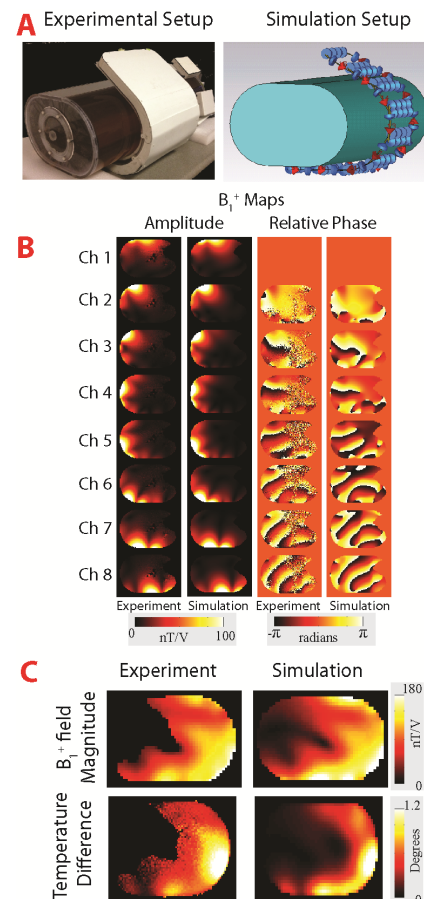 A
Experimental Setup
Simulation Setup
B₁⁺ Maps
Amplitude
Relative Phase
B
Ch 1
Ch 2
Ch 3
Ch 4
Ch 5
Ch 6
Ch 7
Ch 8
Experiment
Simulation
Experiment
Simulation
0
100
nT/V
-π
π
radians
C
Experiment
Simulation
B₁⁺ field
Magnitude
180
nT/V
0
Temperature
Difference
1.2
Degrees